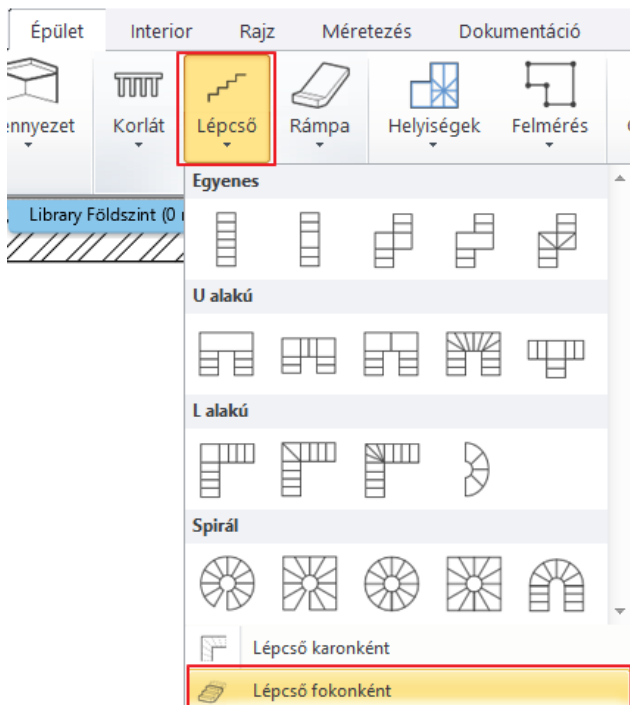 Épület Interior Rajz Méretezés Dokumentáció
Korlát Lépcső Rámpa Helyiségek Felmérés
Egyenes
Library Földszint (0
U alakú
L alakú
Spirál
Lépcső karonként
Lépcső fokonként